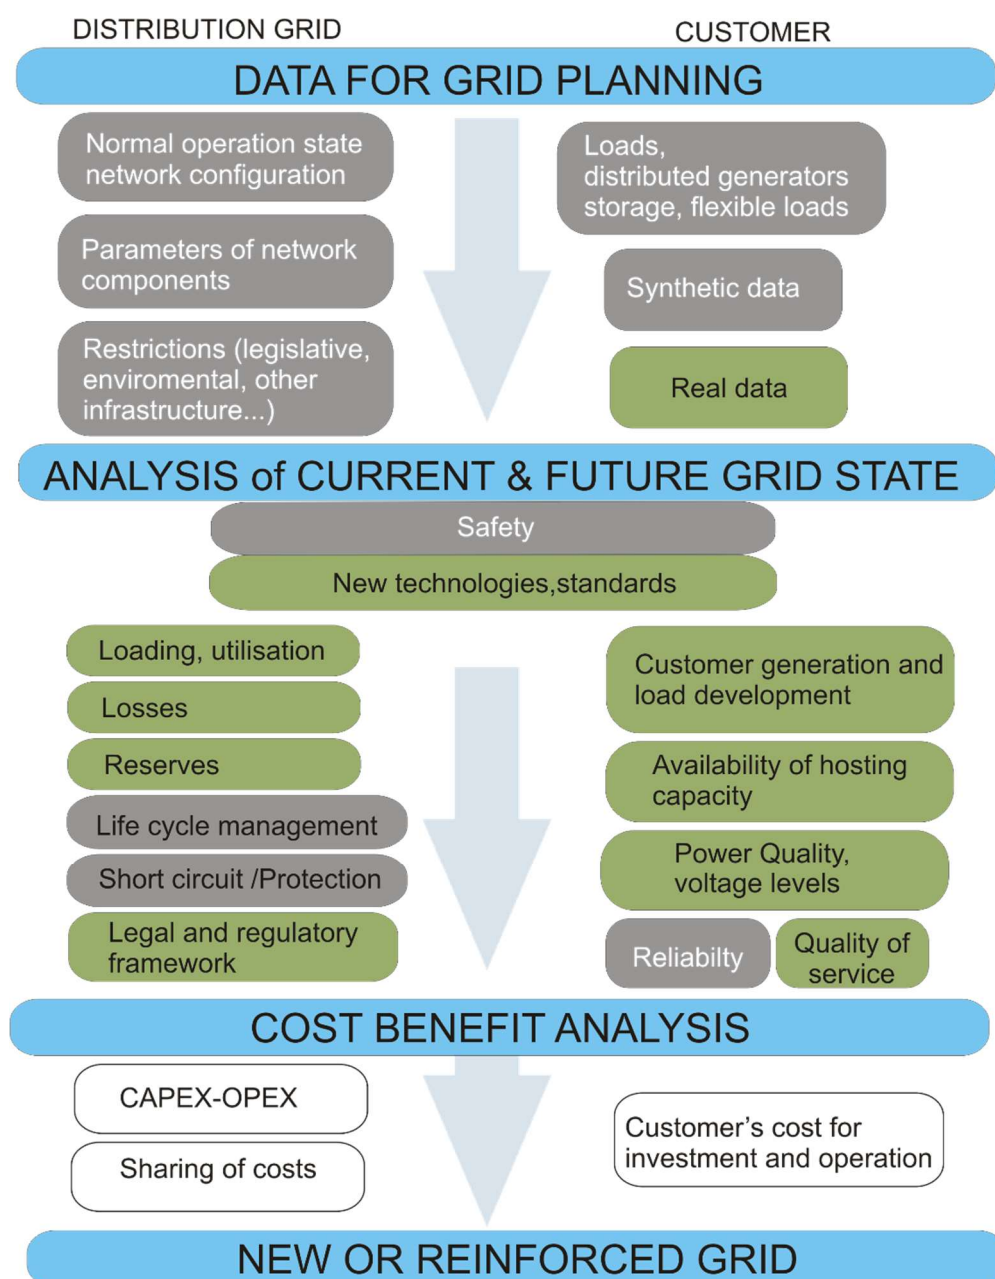 DISTRIBUTION GRID
CUSTOMER
DATA FOR GRID PLANNING
Normal operation state
network configuration
Parameters of network
components
Restrictions (legislative,
enviromental, other
infrastructure...)
Loads,
distributed generators
storage, flexible loads
Synthetic data
Real data
ANALYSIS of CURRENT & FUTURE GRID STATE
Safety
New technologies,standards
Loading, utilisation
Losses
Reserves
Life cycle management
Short circuit /Protection
Legal and regulatory
framework
Customer generation and
load development
Availability of hosting
capacity
Power Quality,
voltage levels
Reliabilty
Quality of
service
COST BENEFIT ANALYSIS
CAPEX-OPEX
Sharing of costs
Customer’s cost for
investment and operation
NEW OR REINFORCED GRID